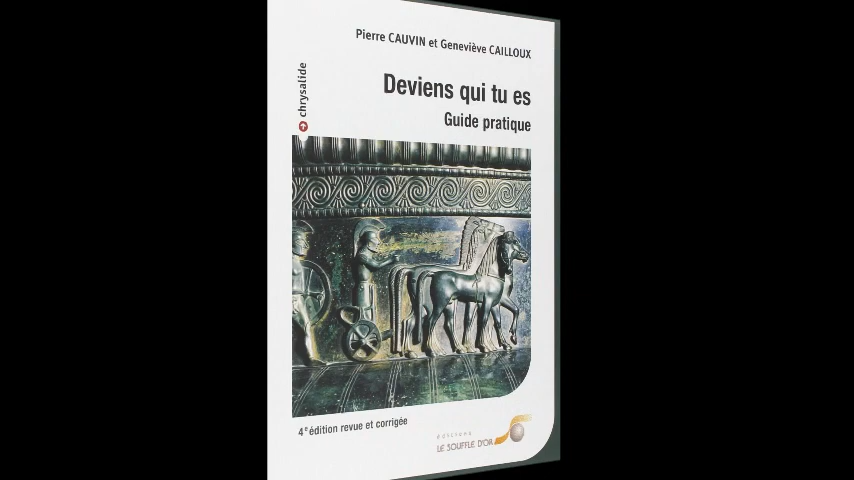 Pierre CAUVIN et Geneviève CAILLOUX
chrysalide
Deviens qui tu es
Guide pratique
4e édition revue et corrigée
éditions
LE SOUFFLE D'OR